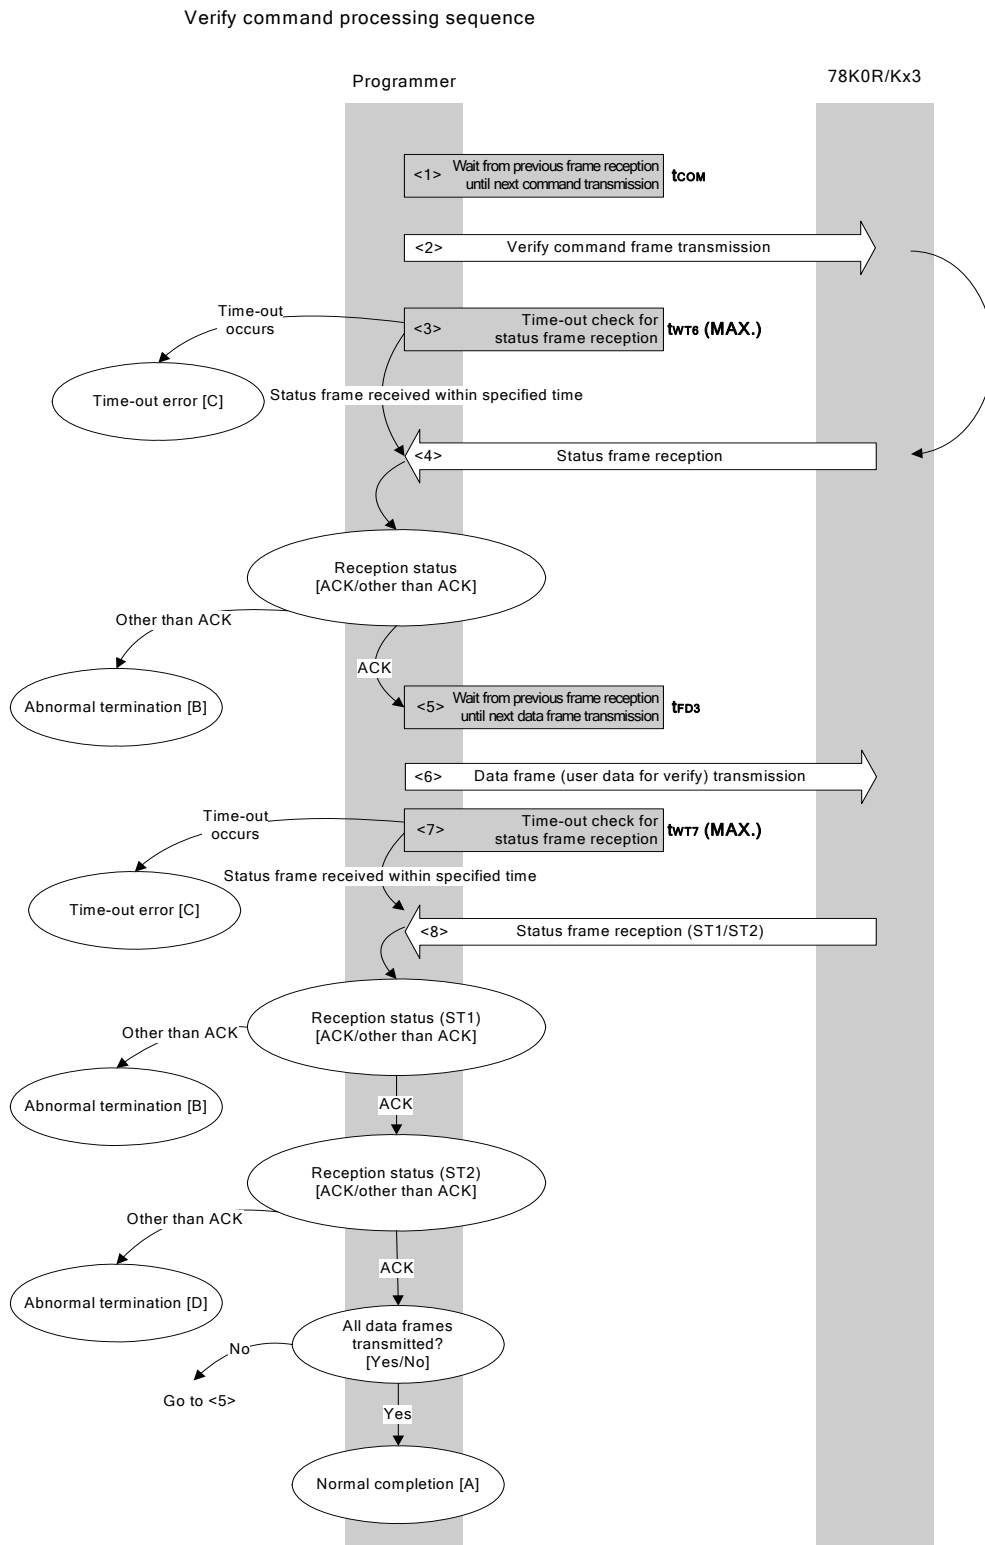 Verify command processing sequence
Programmer
78K0R/Kx3
<1> Wait from previous frame reception
until next command transmission
tCOM
<2> Verify command frame transmission
Time-out
occurs
<3> Time-out check for
status frame reception
tWT6 (MAX.)
Time-out error [C]
Status frame received within specified time
<4> Status frame reception
Reception status
[ACK/other than ACK]
Other than ACK
ACK
Abnormal termination [B]
<5> Wait from previous frame reception
until next data frame transmission
tFD3
<6> Data frame (user data for verify) transmission
Time-out
occurs
<7> Time-out check for
status frame reception
tWT7 (MAX.)
Status frame received within specified time
Time-out error [C]
<8> Status frame reception (ST1/ST2)
Reception status (ST1)
[ACK/other than ACK]
Other than ACK
Abnormal termination [B]
ACK
Reception status (ST2)
[ACK/other than ACK]
Other than ACK
ACK
Abnormal termination [D]
All data frames
transmitted?
[Yes/No]
No
Go to <5>
Yes
Normal completion [A]